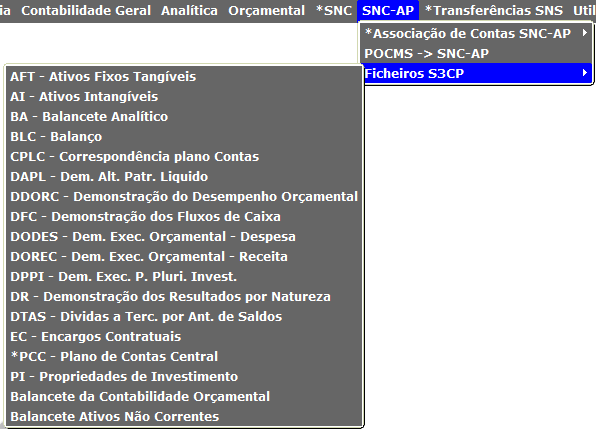 ia Contabilidade Geral Analítica Orçamental *SNC SNC-AP *Transferências SNS Util
*Associação de Contas SNC-AP
POCMS -> SNC-AP
Ficheiros S3CP
AFT - Ativos Fixos Tangíveis
AI - Ativos Intangíveis
BA - Balancete Analítico
BLC - Balanço
CPLC - Correspondência plano Contas
DAPL - Dem. Alt. Patr. Liquido
DDORC - Demonstração do Desempenho Orçamental
DFC - Demonstração dos Fluxos de Caixa
DODES - Dem. Exec. Orçamental - Despesa
DOREC - Dem. Exec. Orçamental - Receita
DPPI - Dem. Exec. P. Pluri. Invest.
DR - Demonstração dos Resultados por Natureza
DTAS - Dividas a Terc. por Ant. de Saldos
EC - Encargos Contratuais
*PCC - Plano de Contas Central
PI - Propriedades de Investimento
Balancete da Contabilidade Orçamental
Balancete Ativos Não Correntes